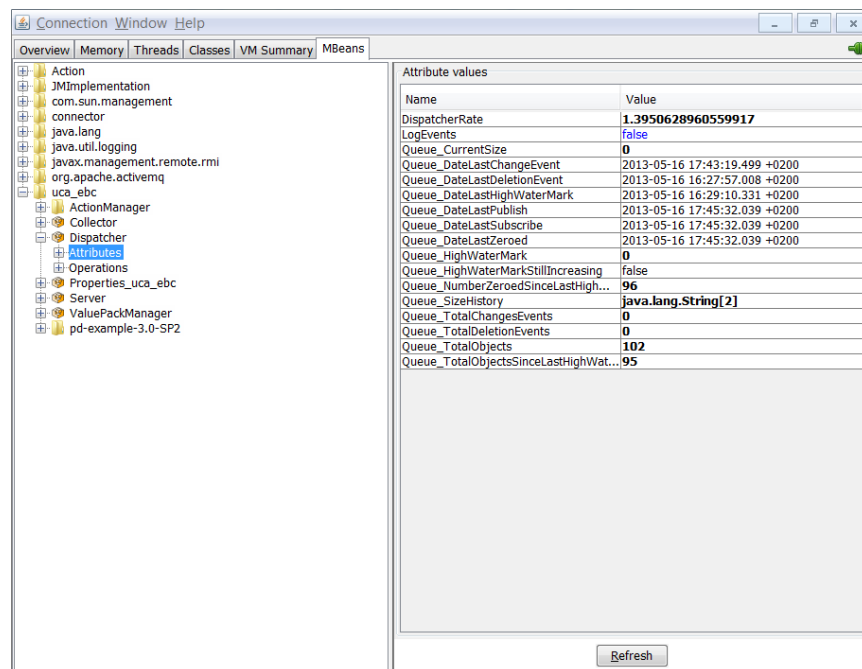 Connection Window Help
Overview Memory Threads Classes VM Summary MBeans
Action
JMImplementation
com.sun.management
connector
java.lang
java.util.logging
javax.management.remote.rmi
org.apache.activemq
uca_ebc
ActionManager
Collector
Dispatcher
Attributes
Operations
Properties_uca_ebc
Server
ValuePackManager
pd-example-3.0-SP2
Attribute values
Name Value
DispatcherRate 1.3950628960559917
LogEvents false
Queue_CurrentSize 0
Queue_DateLastChangeEvent 2013-05-16 17:43:19.499 +0200
Queue_DateLastDeletionEvent 2013-05-16 16:27:57.008 +0200
Queue_DateLastHighWaterMark 2013-05-16 16:29:10.331 +0200
Queue_DateLastPublish 2013-05-16 17:45:32.039 +0200
Queue_DateLastSubscribe 2013-05-16 17:45:32.039 +0200
Queue_DateLastZeroed 2013-05-16 17:45:32.039 +0200
Queue_HighWaterMark 0
Queue_HighWaterMarkStillIncreasing false
Queue_NumberZeroedSinceLastHigh... 96
Queue_SizeHistory java.lang.String[2]
Queue_TotalChangesEvents 0
Queue_TotalDeletionEvents 0
Queue_TotalObjects 102
Queue_TotalObjectsSinceLastHighWat... 95
Refresh